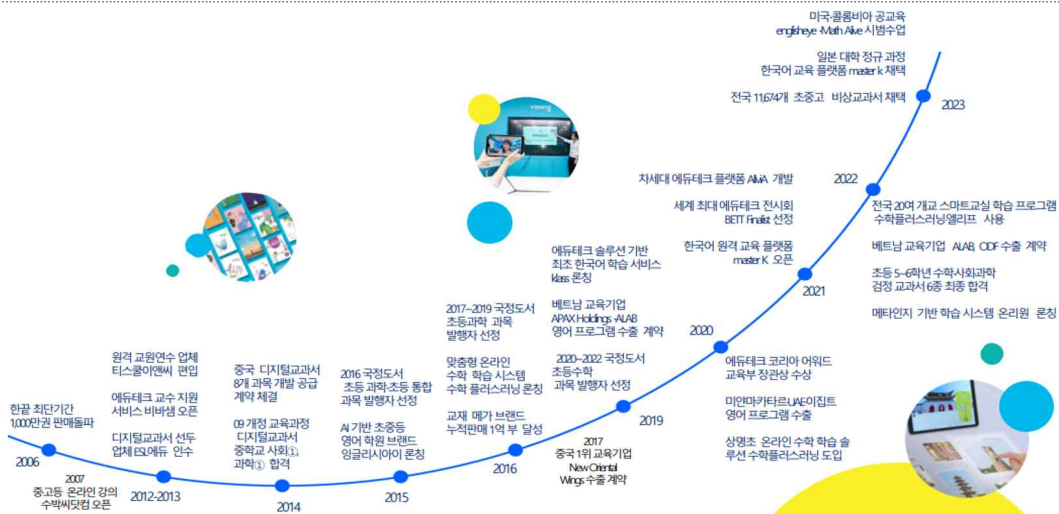 한끝 최단기간
1,000만권 판매돌파
2006
2007
중고등 온라인 강의
수박씨닷컴 오픈
원격 교원연수 업체
티스쿨이앤씨 편입
에듀테크 교수 지원
서비스 비바샘 오픈
디지털교과서 선두
업체 ESL에듀 인수
2012-2013
중국 디지털교과서
8개 과목 개발 공급
계약 체결
09 개정 교육과정
디지털교과서
중학교 사회①,
과학① 합격
2014
2016 국정도서
초등 과학·초등 통합
과목 발행자 선정
AI 기반 초중등
영어 학원 브랜드
잉글리시아이 론칭
2015
2017~2019 국정도서
초등과학 과목
발행자 선정
맞춤형 온라인
수학 학습 시스템
수학 플러스러닝 론칭
교재 메가 브랜드
누적판매 1억 부 달성
2016
2017
중국 1위 교육기업
New Oriental
Wings 수출 계약
에듀테크 솔루션 기반
최초 한국어 학습 서비스
klass 론칭
베트남 교육기업
APAX Holdings -AILAB
영어 프로그램 수출 계약
2020~2022 국정도서
초등수학
과목 발행자 선정
2019
2020
에듀테크 코리아 어워드
교육부 장관상 수상
미얀마카타르UAE이집트
영어 프로그램 수출
상명초 온라인 수학 학습 솔
루션 수학플러스러닝 도입
차세대 에듀테크 플랫폼 AllviA 개발
세계 최대 에듀테크 전시회
BETT Finalist 선정
한국어 원격 교육 플랫폼
master K 오픈
2021
2022
전국 20여 개교 스마트교실 학습 프로그램
수학플러스러닝엘리프 사용
베트남 교육기업 AILAB, ODF 수출 계약
초등 5~6학년 수학사회과학
검정 교과서 6종 최종 합격
메타인지 기반 학습 시스템 온리원 론칭
미국·콜롬비아 공교육
englisheye·Math Alive 시범수업
일본 대학 정규 과정
한국어 교육 플랫폼 master k 채택
전국 11,674개 초중고 비상교과서 채택
2023
visang